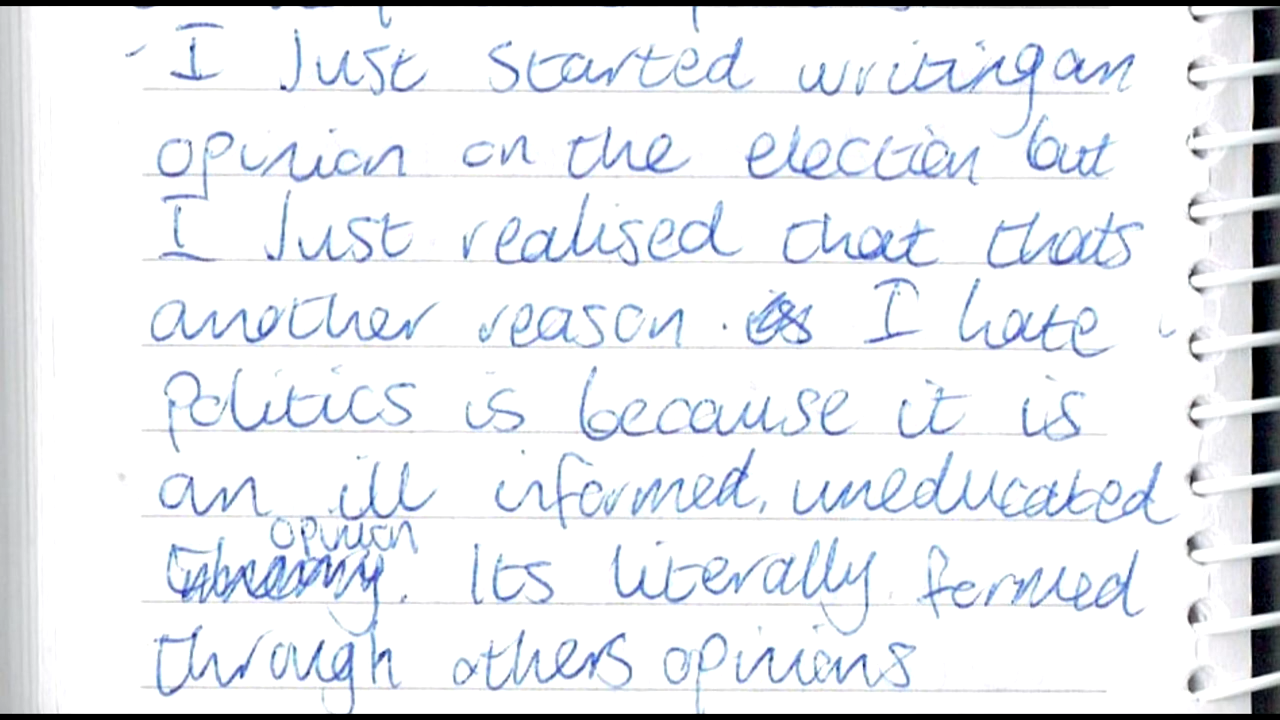 - I Just started writing an
opinion on the election but
I Just realised that thats
another reason. I hate
politics is because it is
an ill informed, uneducated
opinion
. Its literally formed
through others opinions